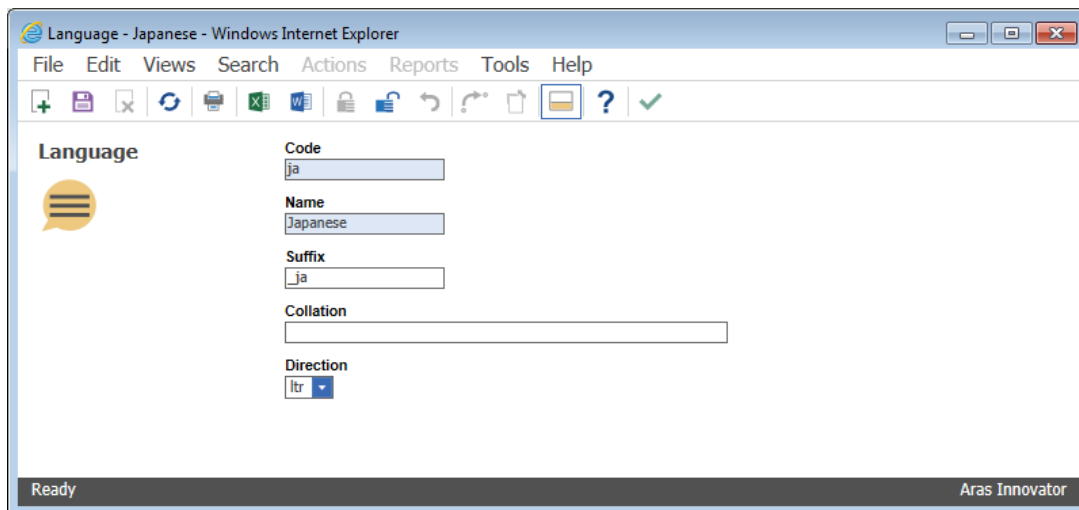 Language - Japanese - Windows Internet Explorer
File Edit Views Search Actions Reports Tools Help
Language
Code
ja
Name
Japanese
Suffix
_ja
Collation
Direction
ltr
Ready Aras Innovator